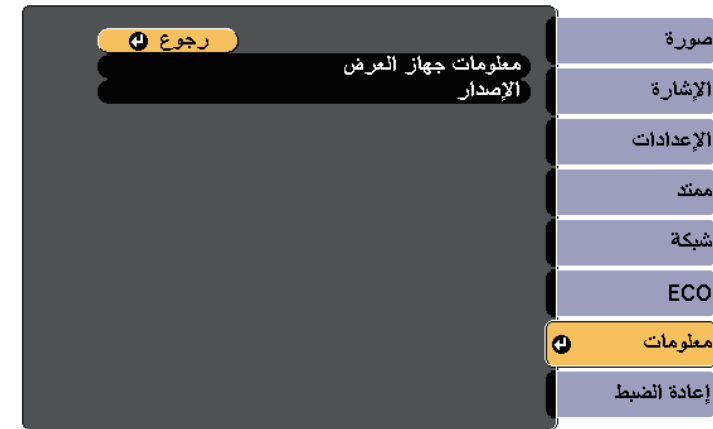 صورة
الإشارة
الإعدادات
ممتد
شبكة
ECO
معلومات
إعادة الضبط
رجوع
معلومات جهاز العرض
الإصدار